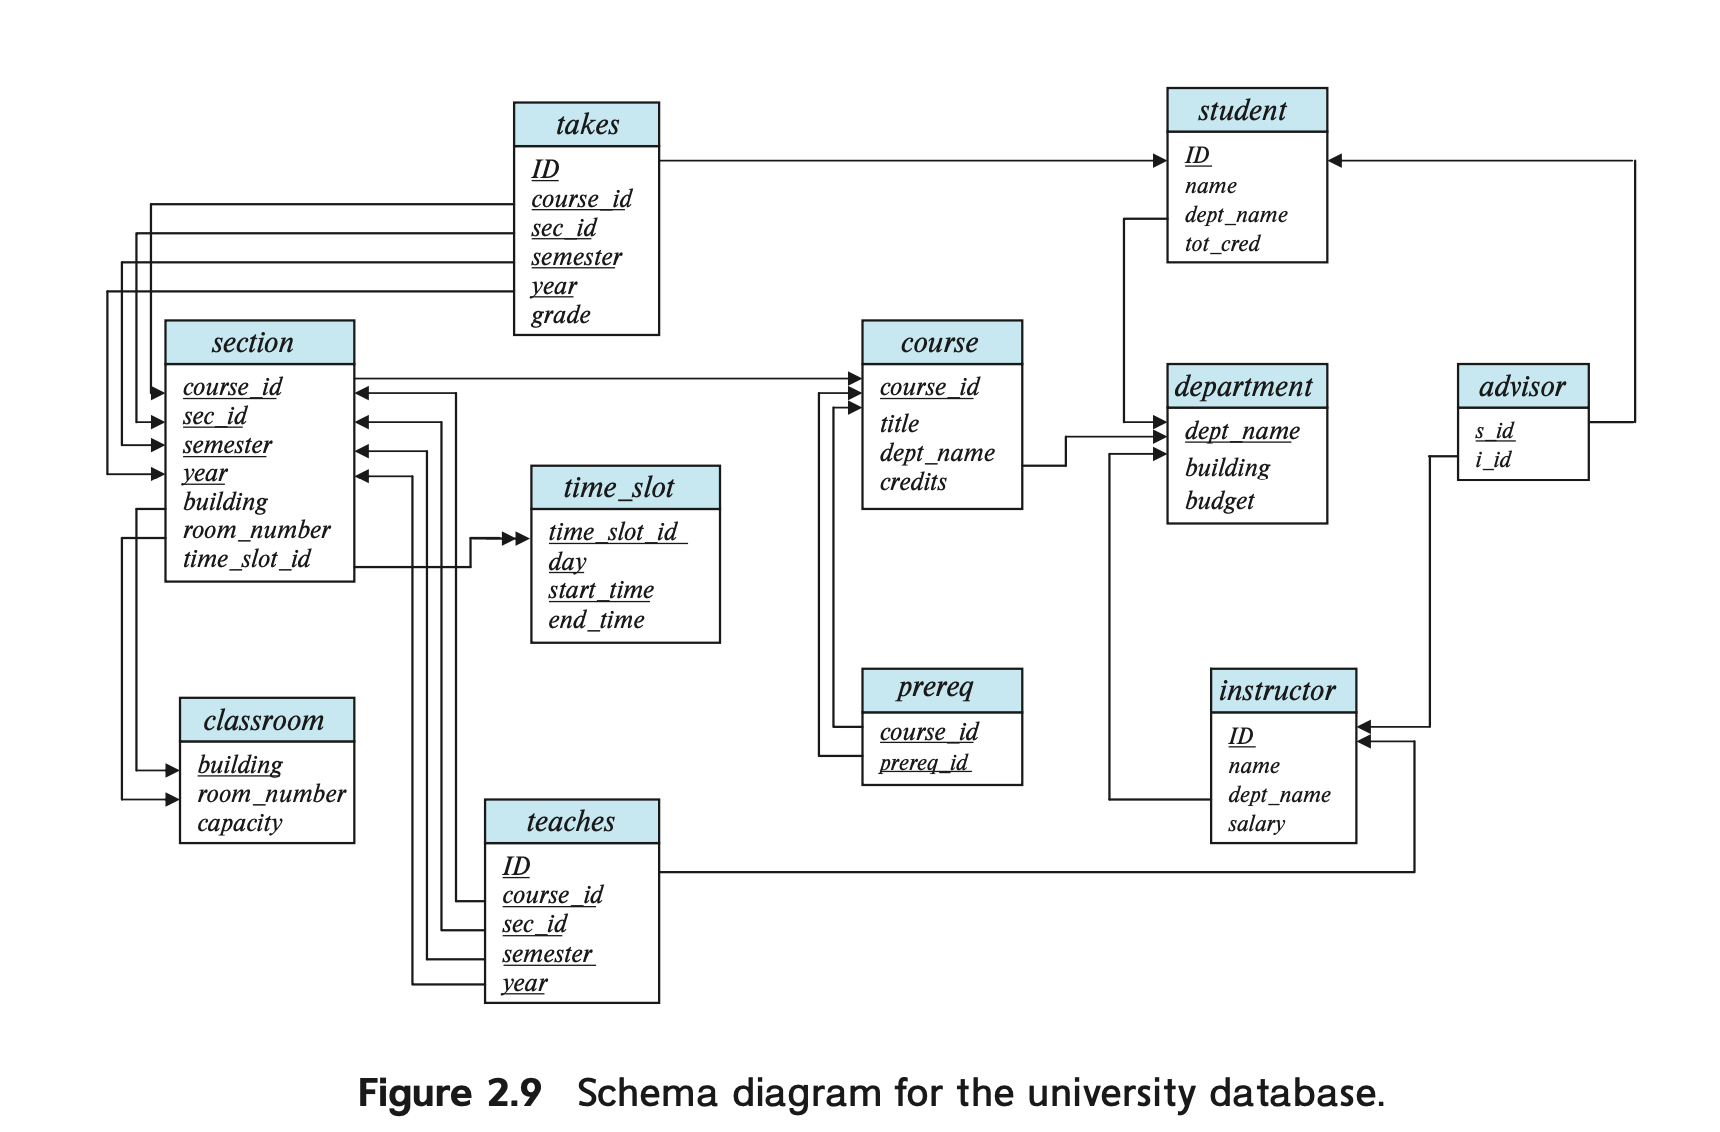 takes
ID
course_id
sec_id
semester
year
grade
student
ID
name
dept_name
tot_cred
section
course_id
sec_id
semester
year
building
room_number
time_slot_id
course
course_id
title
dept_name
credits
department
dept_name
building
budget
advisor
s_id
i_id
time_slot
time_slot_id
day
start_time
end_time
prereq
course_id
prereq_id
instructor
ID
name
dept_name
salary
classroom
building
room_number
capacity
teaches
ID
course_id
sec_id
semester
year
Figure 2.9 Schema diagram for the university database.